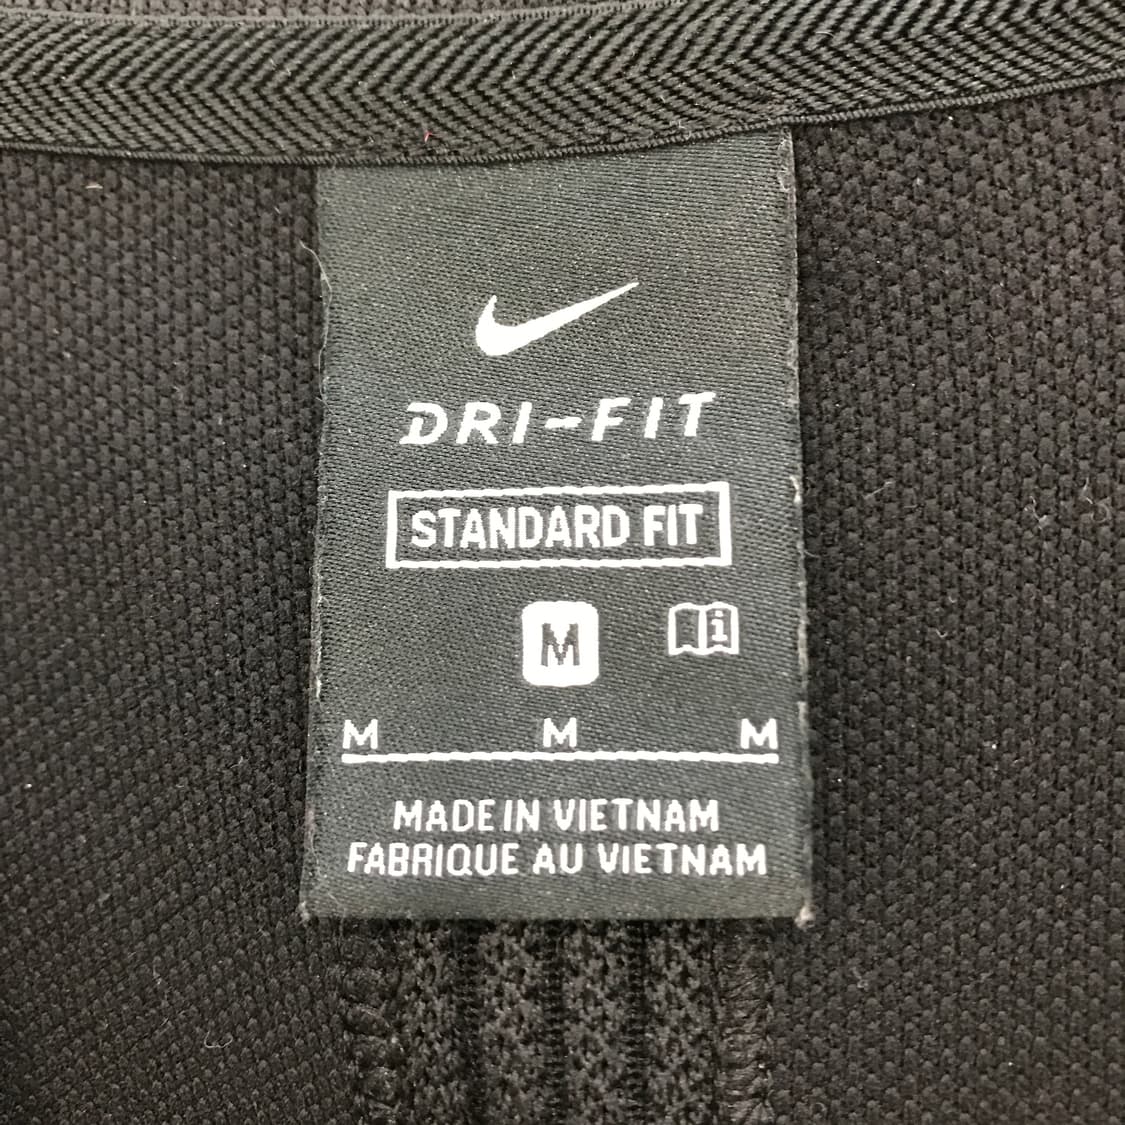 DRI-FIT
STANDARD FIT
M
i
M M M
MADE IN VIETNAM
FABRIQUE AU VIETNAM